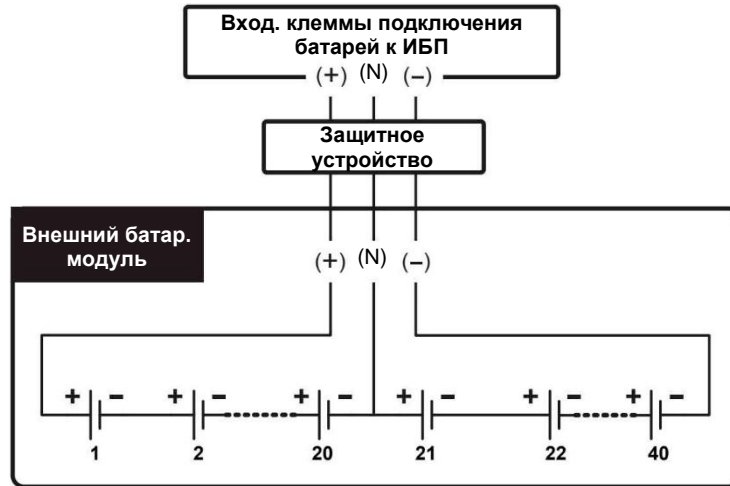 Вход. клеммы подключения
батарей к ИБП
(+) (N) (−)
Защитное
устройство
Внешний батар.
модуль
(+) (N) (−)
+ − + − + − + − + − + −
1 2 20 21 22 40